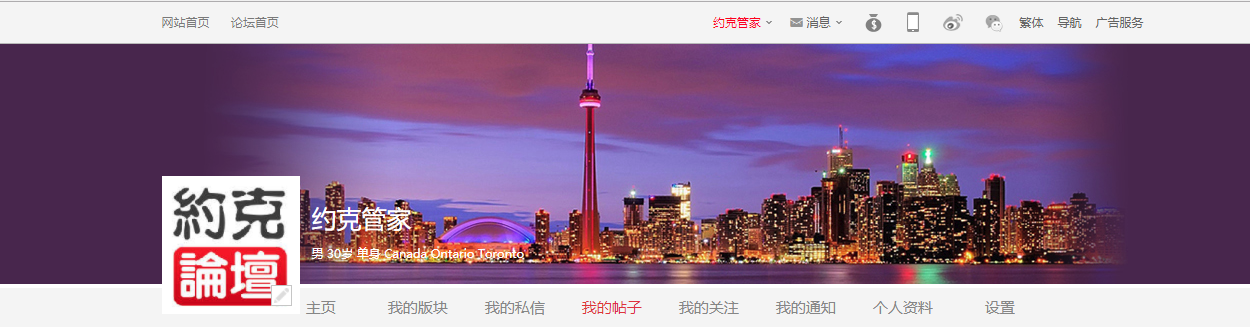 网站首页 论坛首页 约克管家 消息 繁体 导航 广告服务
約克
論壇
约克管家
男 30岁 单身 Canada Ontario Toronto
主页 我的版块 我的私信 我的帖子 我的关注 我的通知 个人资料 设置